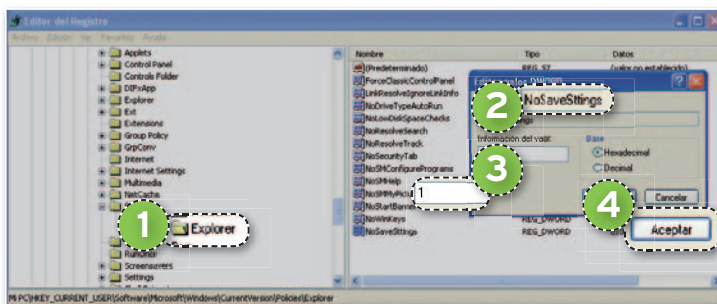 Editor del Registro
Archivo Edición Ver Favoritos Ayuda
Applets
Control Panel
Controls Folder
DIFxApp
Explorer
Ext
Extensions
Group Policy
GrpConv
Internet
Internet Settings
Multimedia
NetCache
1
Explorer
RunOnce
Screensavers
Settings
Nombre Tipo Datos
(Predeterminado) REG_SZ (valor no establecido)
ForceClassicControlPanel
LinkResolveIgnoreLinkInfo
NoDriveTypeAutoRun
NoLowDiskSpaceChecks
NoResolveSearch
NoResolveTrack
NoSecurityTab
NoSMConfigurePrograms
NoSMHelp
NoStartBanner
NoWinKeys REG_DWORD
NoSaveSttings REG_DWORD
DWORD
2
NoSaveSttings
Información del valor: Base
Hexadecimal
Decimal
3
1
Cancelar
4
Aceptar
Mi PC\HKEY_CURRENT_USER\Software\Microsoft\Windows\CurrentVersion\Policies\Explorer